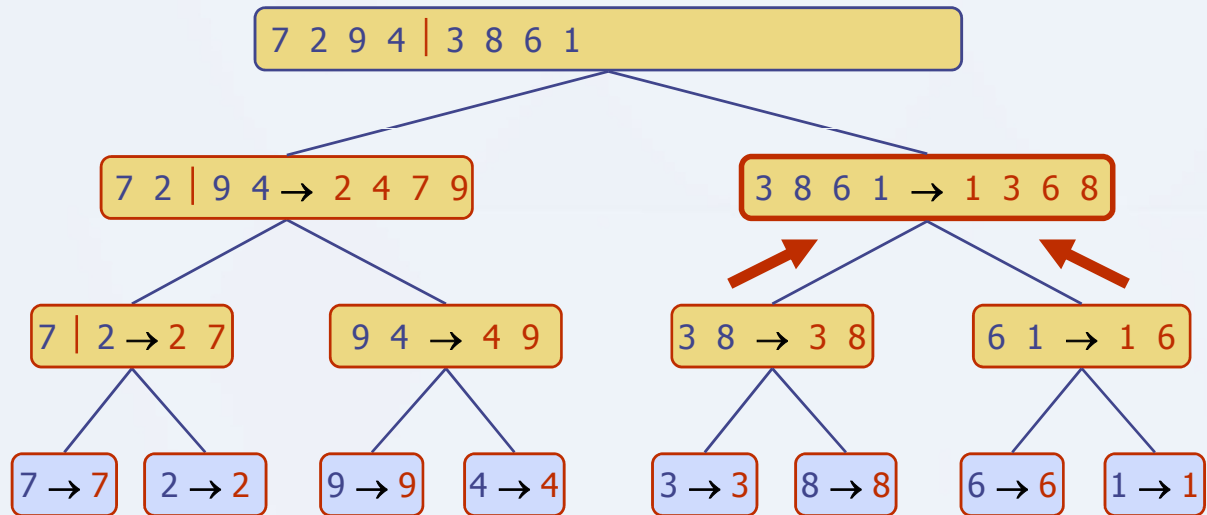 7 2 9 4 | 3 8 6 1
7 2 | 9 4 → 2 4 7 9
3 8 6 1 → 1 3 6 8
7 | 2 → 2 7
9 4 → 4 9
3 8 → 3 8
6 1 → 1 6
7 → 7
2 → 2
9 → 9
4 → 4
3 → 3
8 → 8
6 → 6
1 → 1